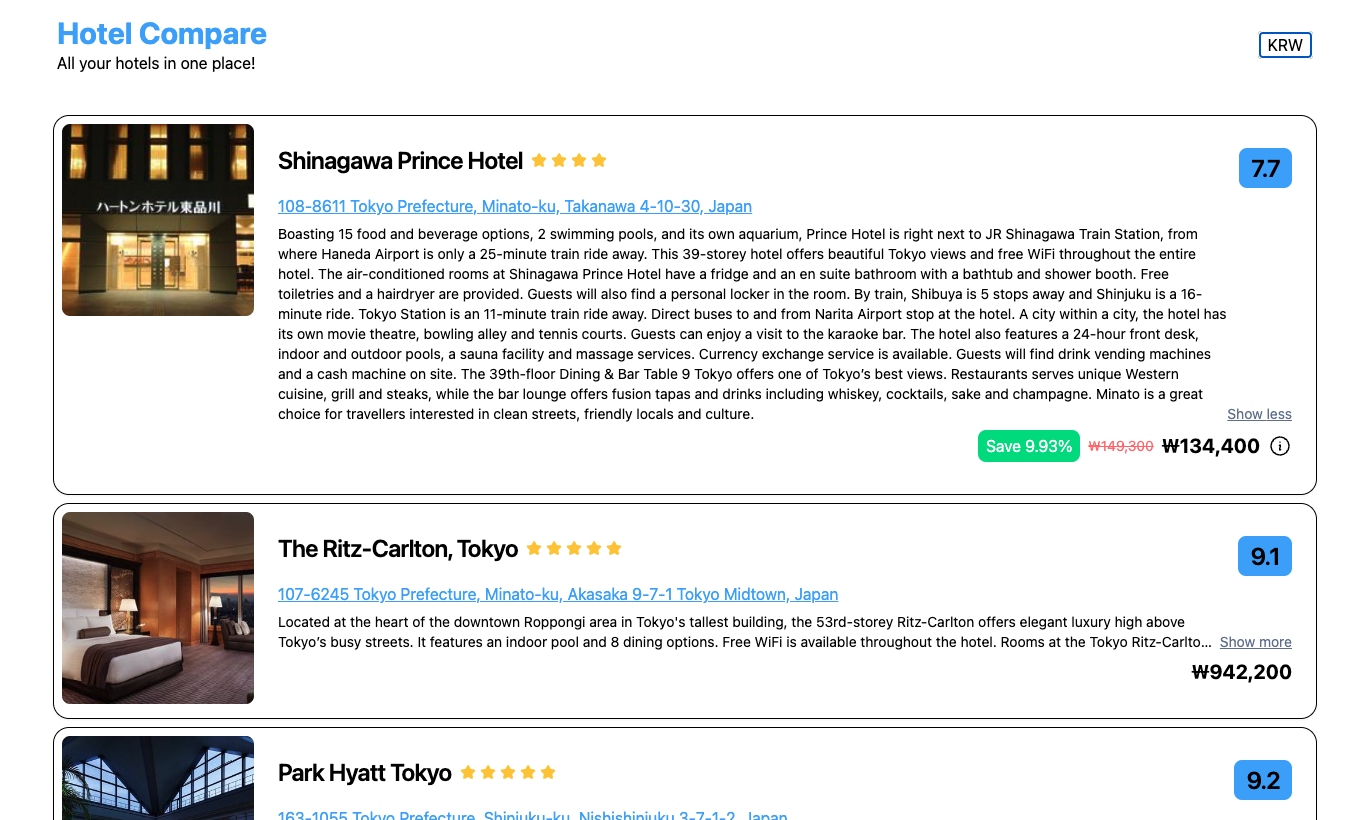 Hotel Compare
All your hotels in one place!
KRW
ハートンホテル東品川
Shinagawa Prince Hotel
7.7
108-8611 Tokyo Prefecture, Minato-ku, Takanawa 4-10-30, Japan
Boasting 15 food and beverage options, 2 swimming pools, and its own aquarium, Prince Hotel is right next to JR Shinagawa Train Station, from
where Haneda Airport is only a 25-minute train ride away. This 39-storey hotel offers beautiful Tokyo views and free WiFi throughout the entire
hotel. The air-conditioned rooms at Shinagawa Prince Hotel have a fridge and an en suite bathroom with a bathtub and shower booth. Free
toiletries and a hairdryer are provided. Guests will also find a personal locker in the room. By train, Shibuya is 5 stops away and Shinjuku is a 16-
minute ride. Tokyo Station is an 11-minute train ride away. Direct buses to and from Narita Airport stop at the hotel. A city within a city, the hotel has
its own movie theatre, bowling alley and tennis courts. Guests can enjoy a visit to the karaoke bar. The hotel also features a 24-hour front desk,
indoor and outdoor pools, a sauna facility and massage services. Currency exchange service is available. Guests will find drink vending machines
and a cash machine on site. The 39th-floor Dining & Bar Table 9 Tokyo offers one of Tokyo’s best views. Restaurants serves unique Western
cuisine, grill and steaks, while the bar lounge offers fusion tapas and drinks including whiskey, cocktails, sake and champagne. Minato is a great
choice for travellers interested in clean streets, friendly locals and culture.
Show less
Save 9.93% ₩149,300 ₩134,400
The Ritz-Carlton, Tokyo
9.1
107-6245 Tokyo Prefecture, Minato-ku, Akasaka 9-7-1 Tokyo Midtown, Japan
Located at the heart of the downtown Roppongi area in Tokyo's tallest building, the 53rd-storey Ritz-Carlton offers elegant luxury high above
Tokyo’s busy streets. It features an indoor pool and 8 dining options. Free WiFi is available throughout the hotel. Rooms at the Tokyo Ritz-Carlto...
Show more
₩942,200
Park Hyatt Tokyo
9.2
163-1055 Tokyo Prefecture, Shinjuku-ku, Nishishinjuku 3-7-1-2, Japan